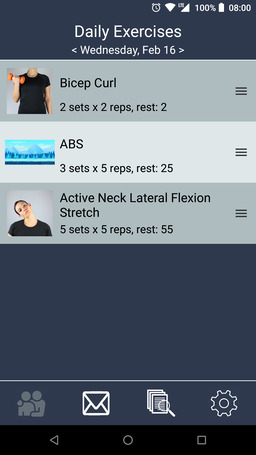 100% 08:00
Daily Exercises
< Wednesday, Feb 16 >
Bicep Curl
2 sets x 2 reps, rest: 2
ABS
3 sets x 5 reps, rest: 25
Active Neck Lateral Flexion
Stretch
5 sets x 5 reps, rest: 55